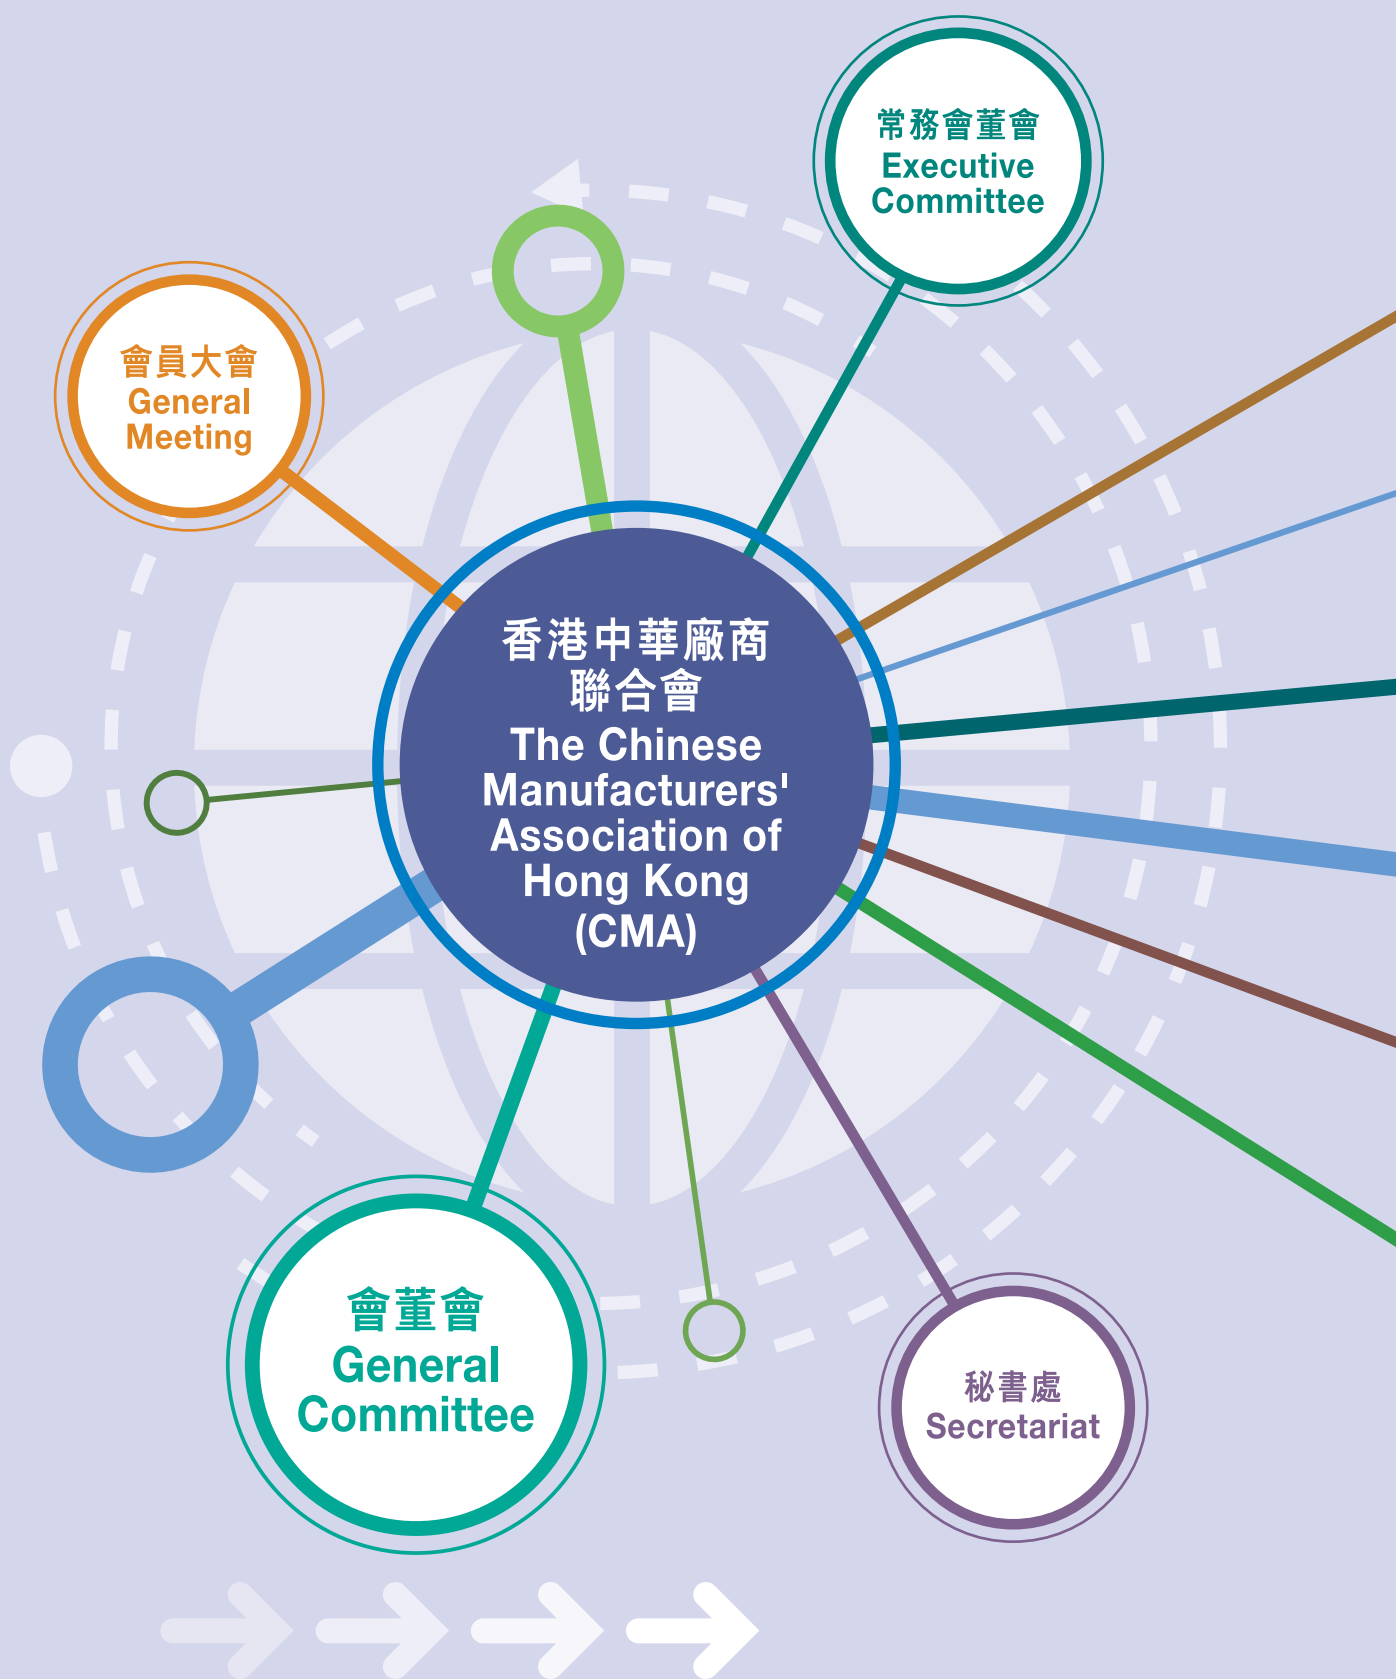 常務會董會
Executive
Committee
會員大會
General
Meeting
香港中華廠商
聯合會
The Chinese
Manufacturers'
Association of
Hong Kong
(CMA)
會董會
General
Committee
秘書處
Secretariat